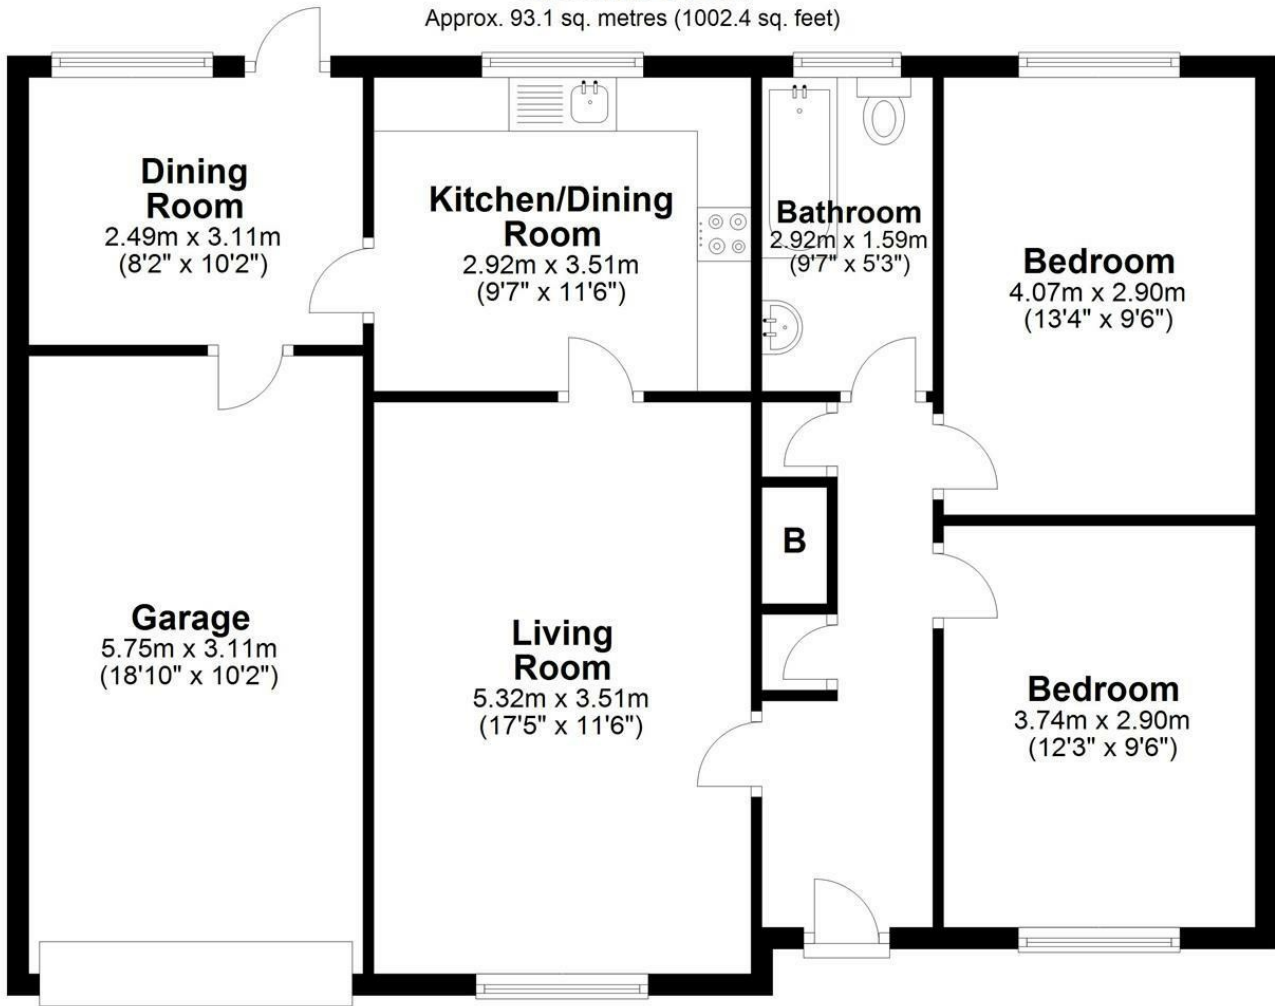 Approx. 93.1 sq. metres (1002.4 sq. feet)
Dining
Room
2.49m x 3.11m
(8'2" x 10'2")
Kitchen/Dining
Room
2.92m x 3.51m
(9'7" x 11'6")
Bathroom
2.92m x 1.59m
(9'7" x 5'3")
Bedroom
4.07m x 2.90m
(13'4" x 9'6")
B
Garage
5.75m x 3.11m
(18'10" x 10'2")
Living
Room
5.32m x 3.51m
(17'5" x 11'6")
Bedroom
3.74m x 2.90m
(12'3" x 9'6")